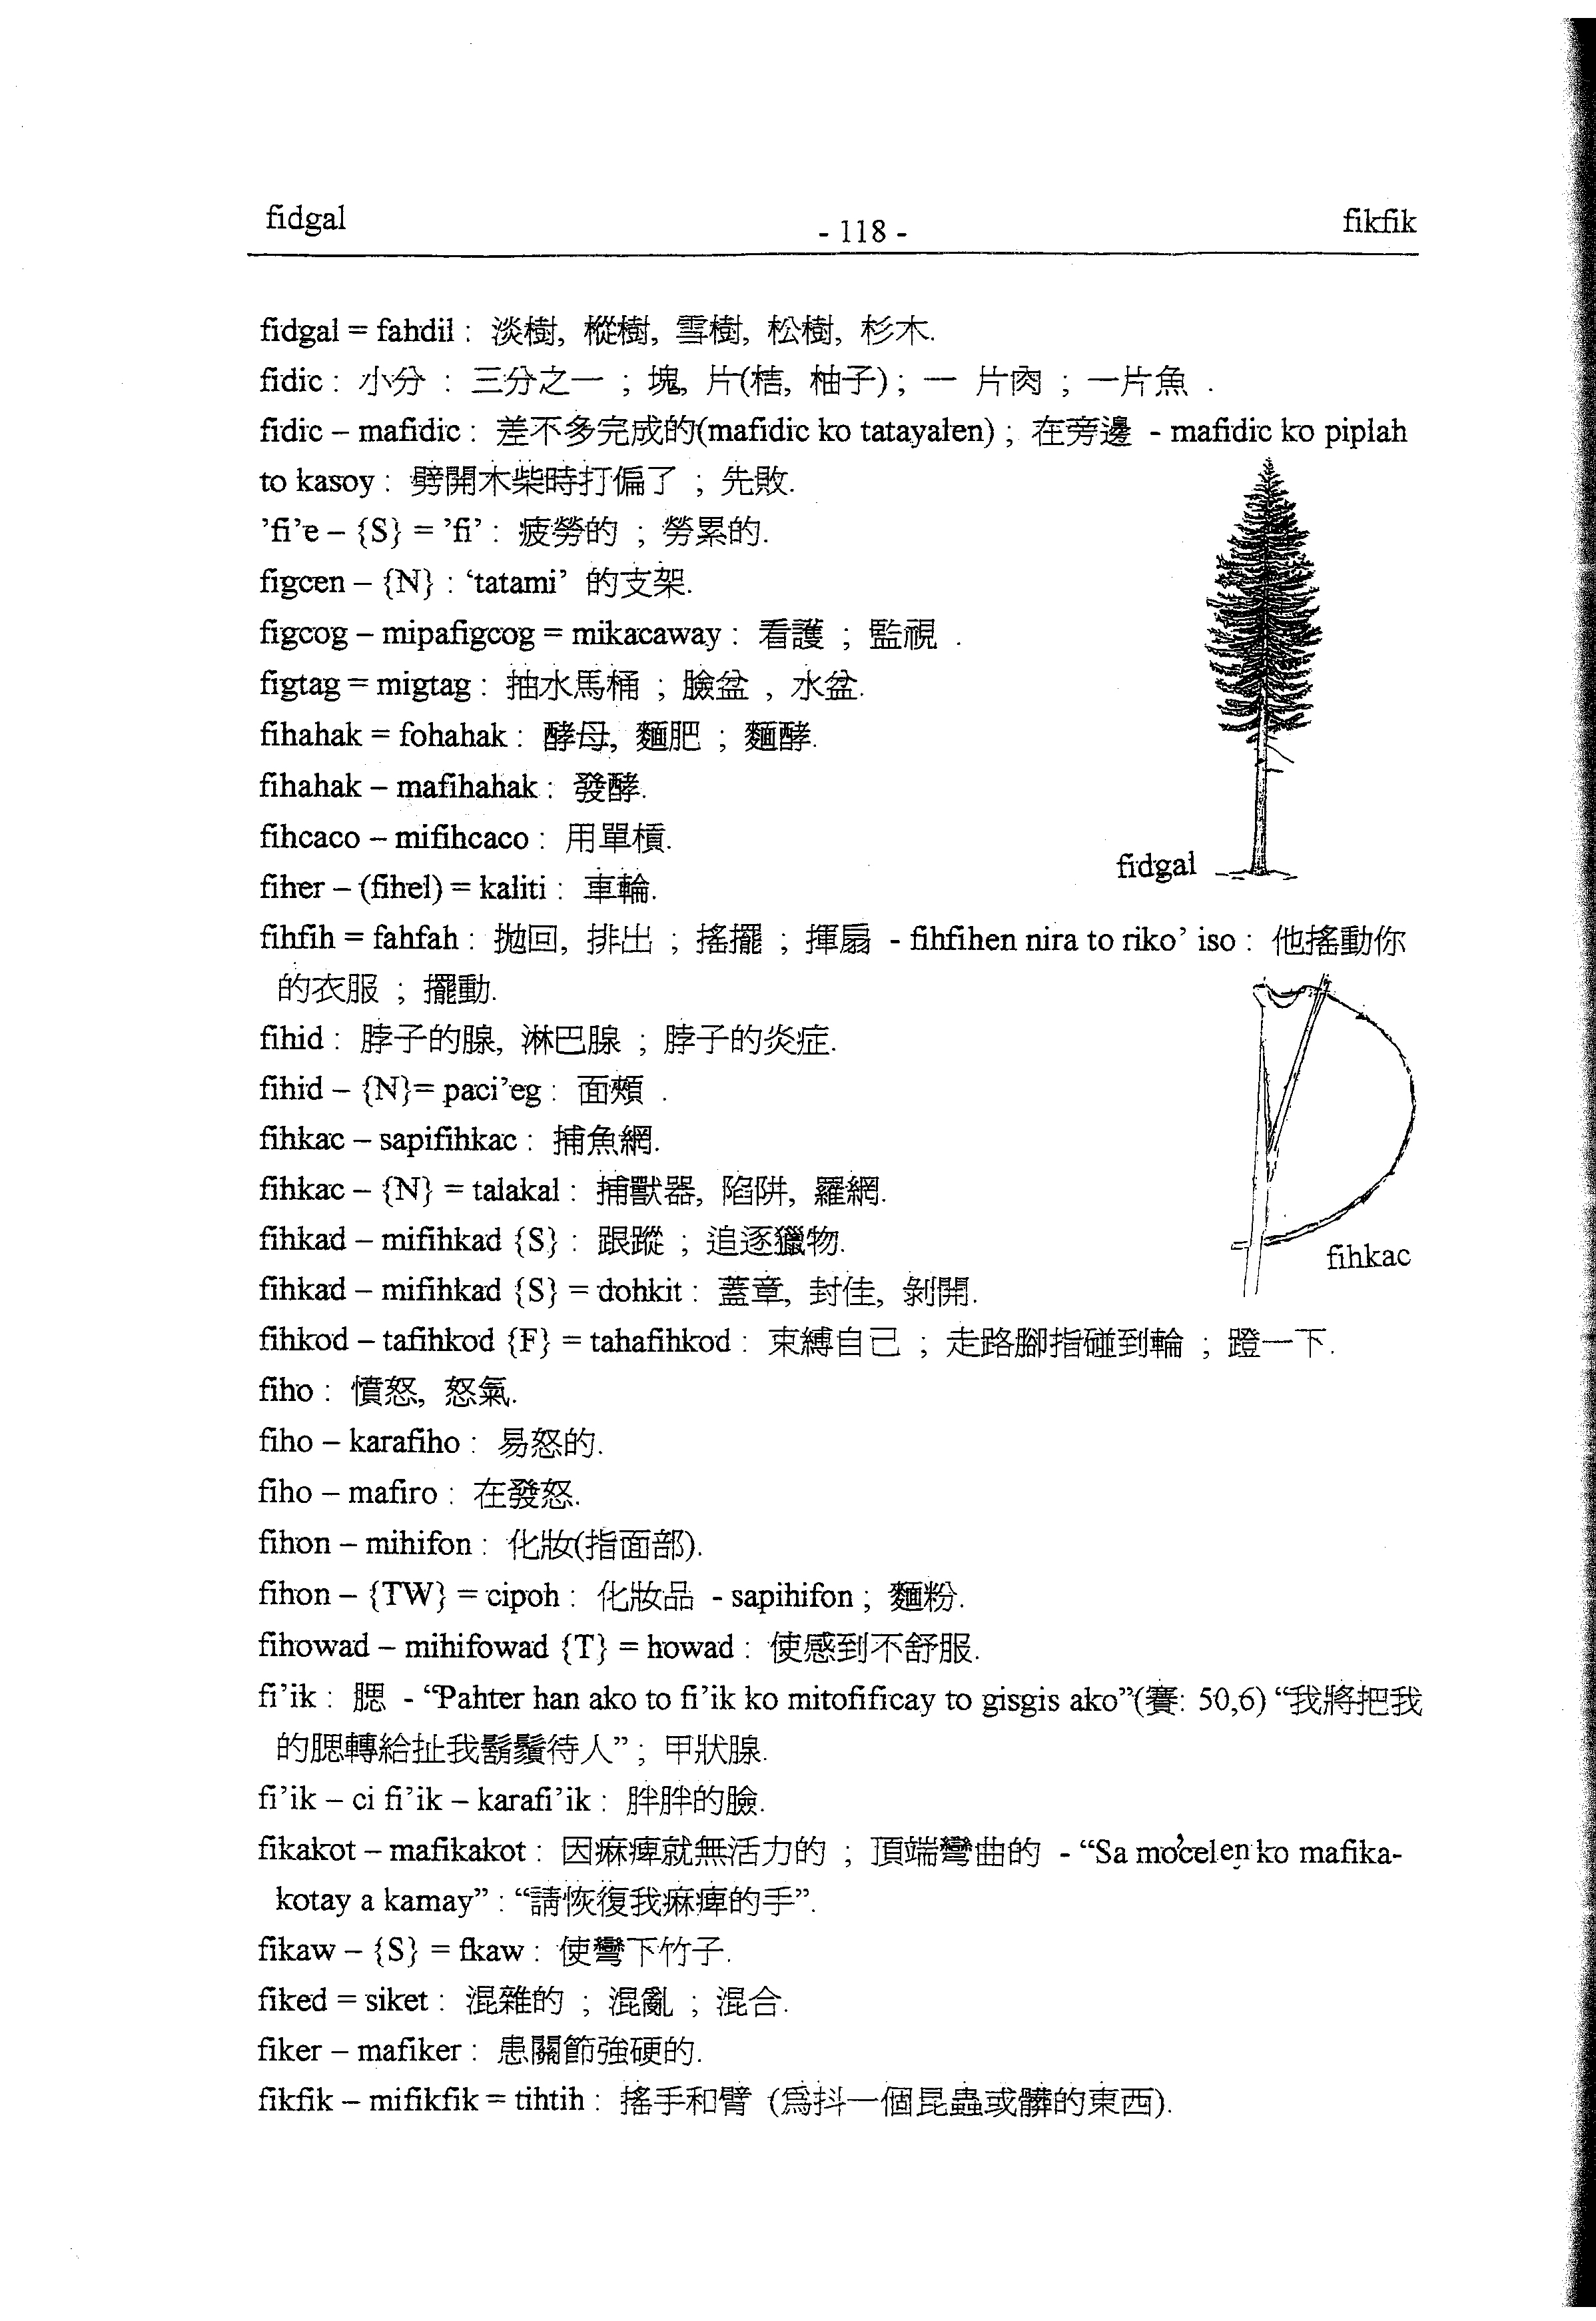 fidgal
- 118 -
fikfik
fidgal = fahdil : 淡樹, 樅樹, 雪樹, 松樹, 杉木.
fidic : 小分 : 三分之一 ; 塊, 片(桔, 柚子) ; 一 片肉 ; 一片魚 .
fidic – mafidic : 差不多完成的(mafidic ko tatayalen) ; 在旁邊 - mafidic ko piplah
to kasoy : 劈開木柴時打偏了 ; 先敗.
’fi’e – {S} = ’fi’ : 疲勞的 ; 勞累的.
figcen – {N} : ‘tatami’ 的支架.
figcog – mipafigcog = mikacaway : 看護 ; 監視 .
figtag = migtag : 抽水馬桶 ; 臉盆 , 水盆.
fihahak = fohahak : 酵母, 麵肥 ; 麵酵.
fihahak – mafihahak : 發酵.
fihcaco – mifihcaco : 用單槓.
fiher – (fihel) = kaliti : 車輪.
fidgal
fihfih = fahfah : 拋回, 排出 ; 搖擺 ; 揮扇 - fihfihen nira to riko’ iso : 他搖動你
的衣服 ; 擺動.
fihid : 脖子的腺, 淋巴腺 ; 脖子的炎症.
fihid – {N}= paci’eg : 面頰 .
fihkac – sapifihkac : 捕魚網.
fihkac – {N} = talakal : 捕獸器, 陷阱, 羅網.
fihkad – mifihkad {S} : 跟蹤 ; 追逐獵物.
fihkac
fihkad – mifihkad {S} = dohkit : 蓋章, 封佳, 剝開.
fihkod – tafihkod {F} = tahafihkod : 束縛自己 ; 走路腳指碰到輪 ; 蹬一下.
fiho : 憤怒, 怒氣.
fiho – karafiho : 易怒的.
fiho – mafiro : 在發怒.
fihon – mihifon : 化妝(指面部).
fihon – {TW} = cipoh : 化妝品 - sapihifon ; 麵粉.
fihowad – mihifowad {T} = howad : 使感到不舒服.
fi’ik : 腮 - “Pahter han ako to fi’ik ko mitofificay to gisgis ako”(賽: 50,6) “我將把我
的腮轉給扯我鬍鬚待人” ; 甲狀腺.
fi’ik – ci fi’ik – karafi’ik : 胖胖的臉.
fikakot – mafikakot : 因麻痺就無活力的 ; 頂端彎曲的 - “Sa mo’celen ko mafika-
kotay a kamay” : “請恢復我麻痺的手”.
fikaw – {S} = fkaw : 使彎下竹子.
fiked = siket : 混雜的 ; 混亂 ; 混合.
fiker – mafiker : 患關節強硬的.
fikfik – mifikfik = tihtih : 搖手和臂 (為抖一個昆蟲或髒的東西).